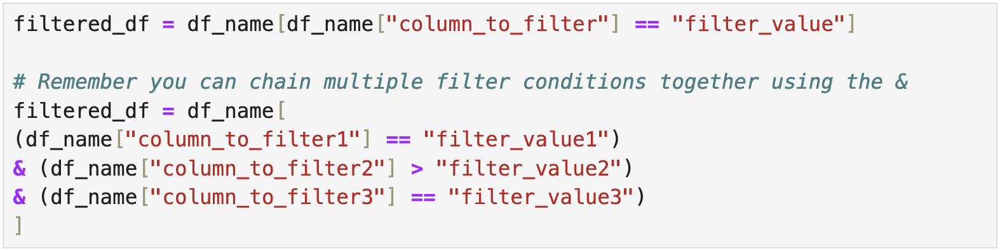 filtered_df = df_name[df_name["column_to_filter"] == "filter_value"]
# Remember you can chain multiple filter conditions together using the &
filtered_df = df_name[
(df_name["column_to_filter1"] == "filter_value1")
& (df_name["column_to_filter2"] > "filter_value2")
& (df_name["column_to_filter3"] == "filter_value3")
]